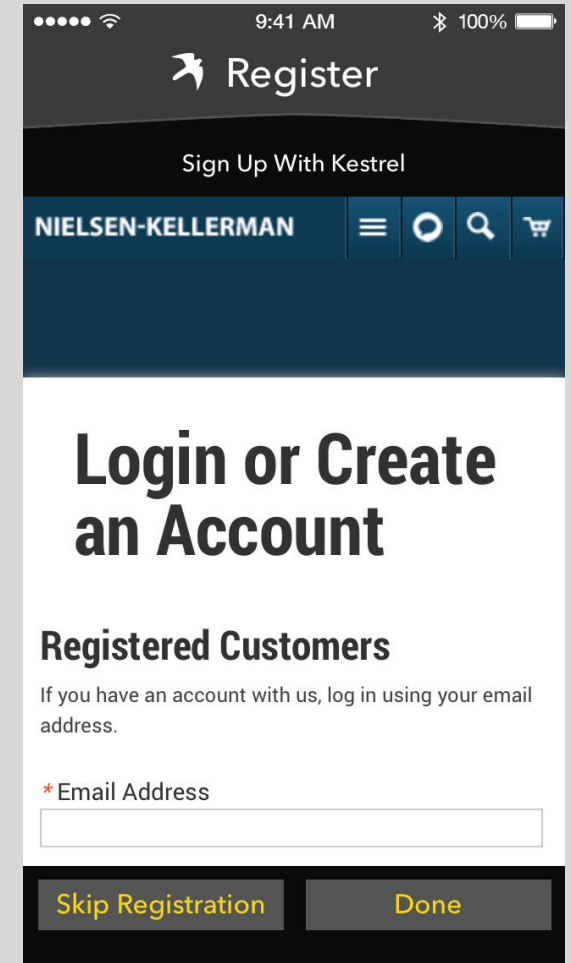 9:41 AM 100%
Register
Sign Up With Kestrel
NIELSEN-KELLERMAN
Login or Create
an Account
Registered Customers
If you have an account with us, log in using your email
address.
*Email Address
Skip Registration Done